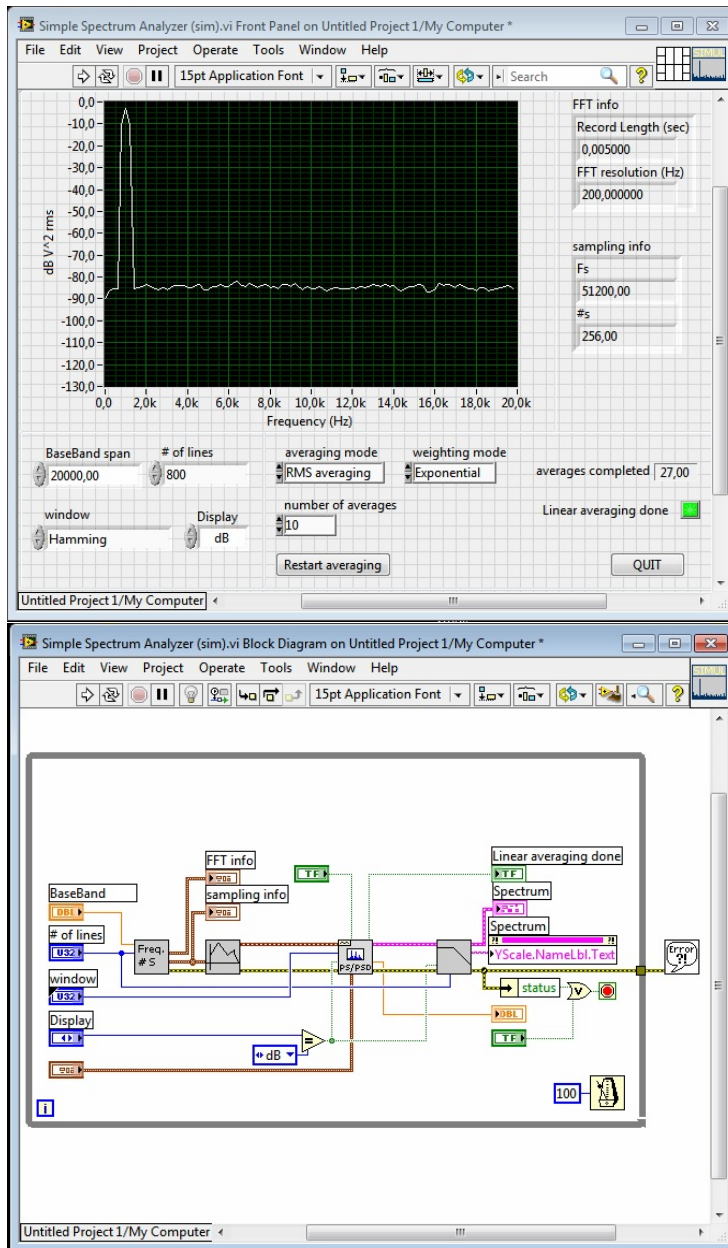 Simple Spectrum Analyzer (sim).vi Front Panel on Untitled Project 1/My Computer *
File Edit View Project Operate Tools Window Help
15pt Application Font Search
dB V^2 rms
0,0
-10,0
-20,0
-30,0
-40,0
-50,0
-60,0
-70,0
-80,0
-90,0
-100,0
-110,0
-120,0
-130,0
0,0 2,0k 4,0k 6,0k 8,0k 10,0k 12,0k 14,0k 16,0k 18,0k 20,0k
Frequency (Hz)
FFT info
Record Length (sec)
0,005000
FFT resolution (Hz)
200,000000
sampling info
Fs
51200,00
#s
256,00
BaseBand span # of lines averaging mode weighting mode
20000,00 800 RMS averaging Exponential averages completed 27,00
window Display number of averages Linear averaging done
Hamming dB 10
Restart averaging QUIT
Untitled Project 1/My Computer
Simple Spectrum Analyzer (sim).vi Block Diagram on Untitled Project 1/My Computer *
File Edit View Project Operate Tools Window Help
15pt Application Font
FFT info
TF
Linear averaging done
TF
BaseBand
DBL
sampling info
Spectrum
# of lines
U32
Freq.
# S
PS/PSD
Spectrum
YScale.NameLbl.Text
Error
?!
window
U32
status
V
Display
DBL
= dB
TF
i
100
Untitled Project 1/My Computer